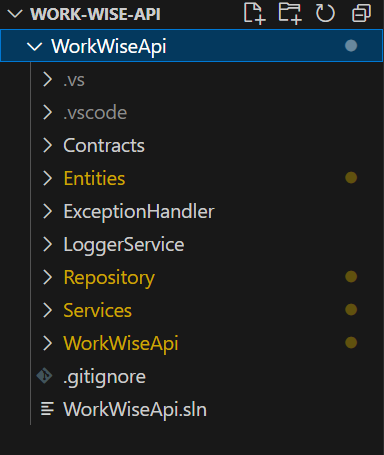 WORK-WISE-API
WorkWiseApi
.vs
.vscode
Contracts
Entities
ExceptionHandler
LoggerService
Repository
Services
WorkWiseApi
.gitignore
WorkWiseApi.sln